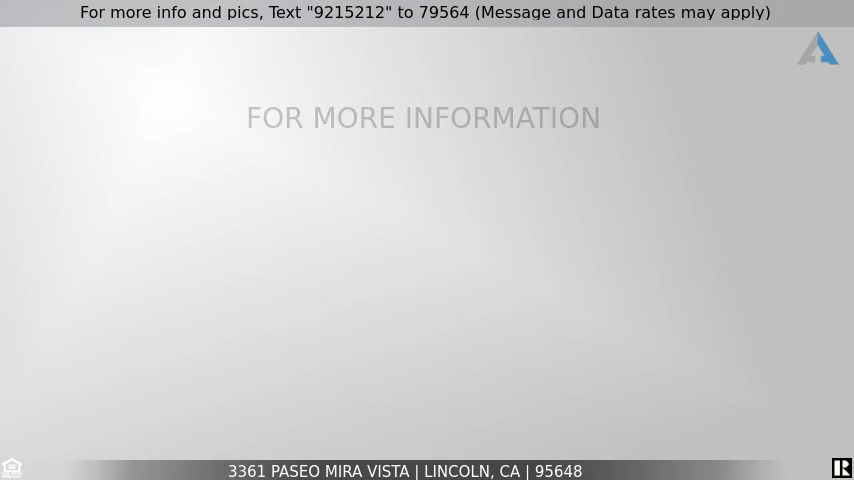 For more info and pics, Text "9215212" to 79564 (Message and Data rates may apply)
FOR MORE INFORMATION
3361 PASEO MIRA VISTA | LINCOLN, CA | 95648